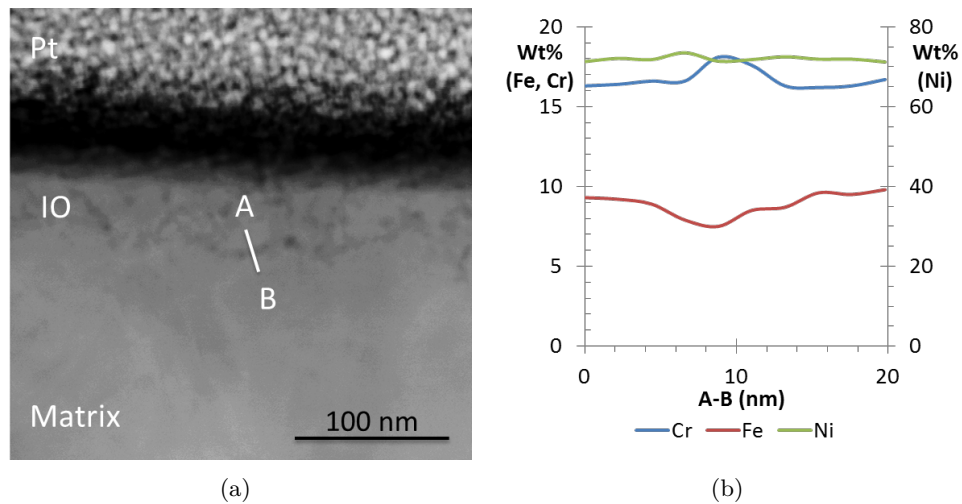 Pt
IO
A
B
Matrix
100 nm
(a)
Wt%
(Fe, Cr)
Wt%
(Ni)
20
15
10
5
0
80
60
40
20
0
0
10
20
A-B (nm)
Cr
Fe
Ni
(b)